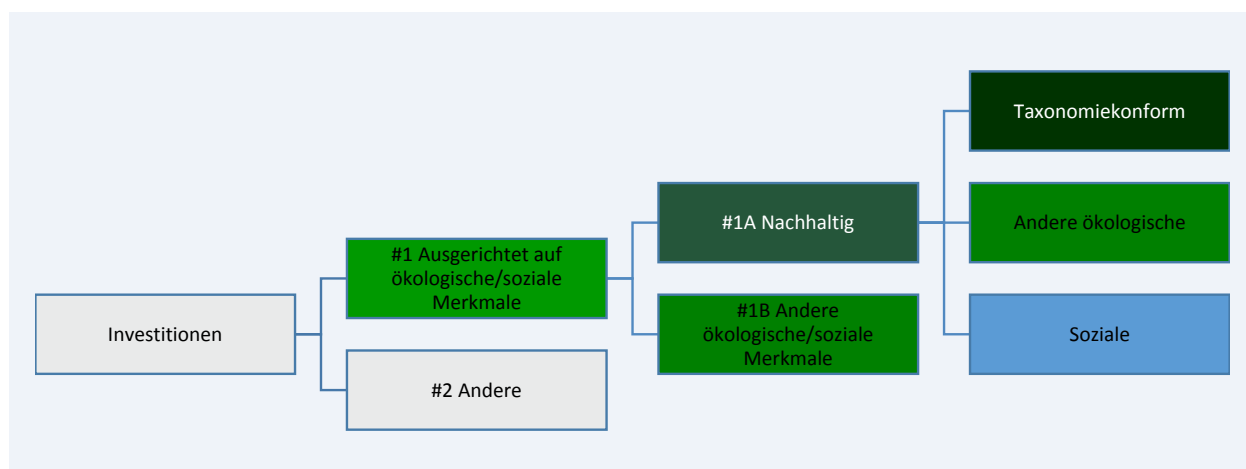 Investitionen
#1 Ausgerichtet auf
ökologische/soziale
Merkmale
#2 Andere
#1A Nachhaltig
#1B Andere
ökologische/soziale
Merkmale
Taxonomiekonform
Andere ökologische
Soziale